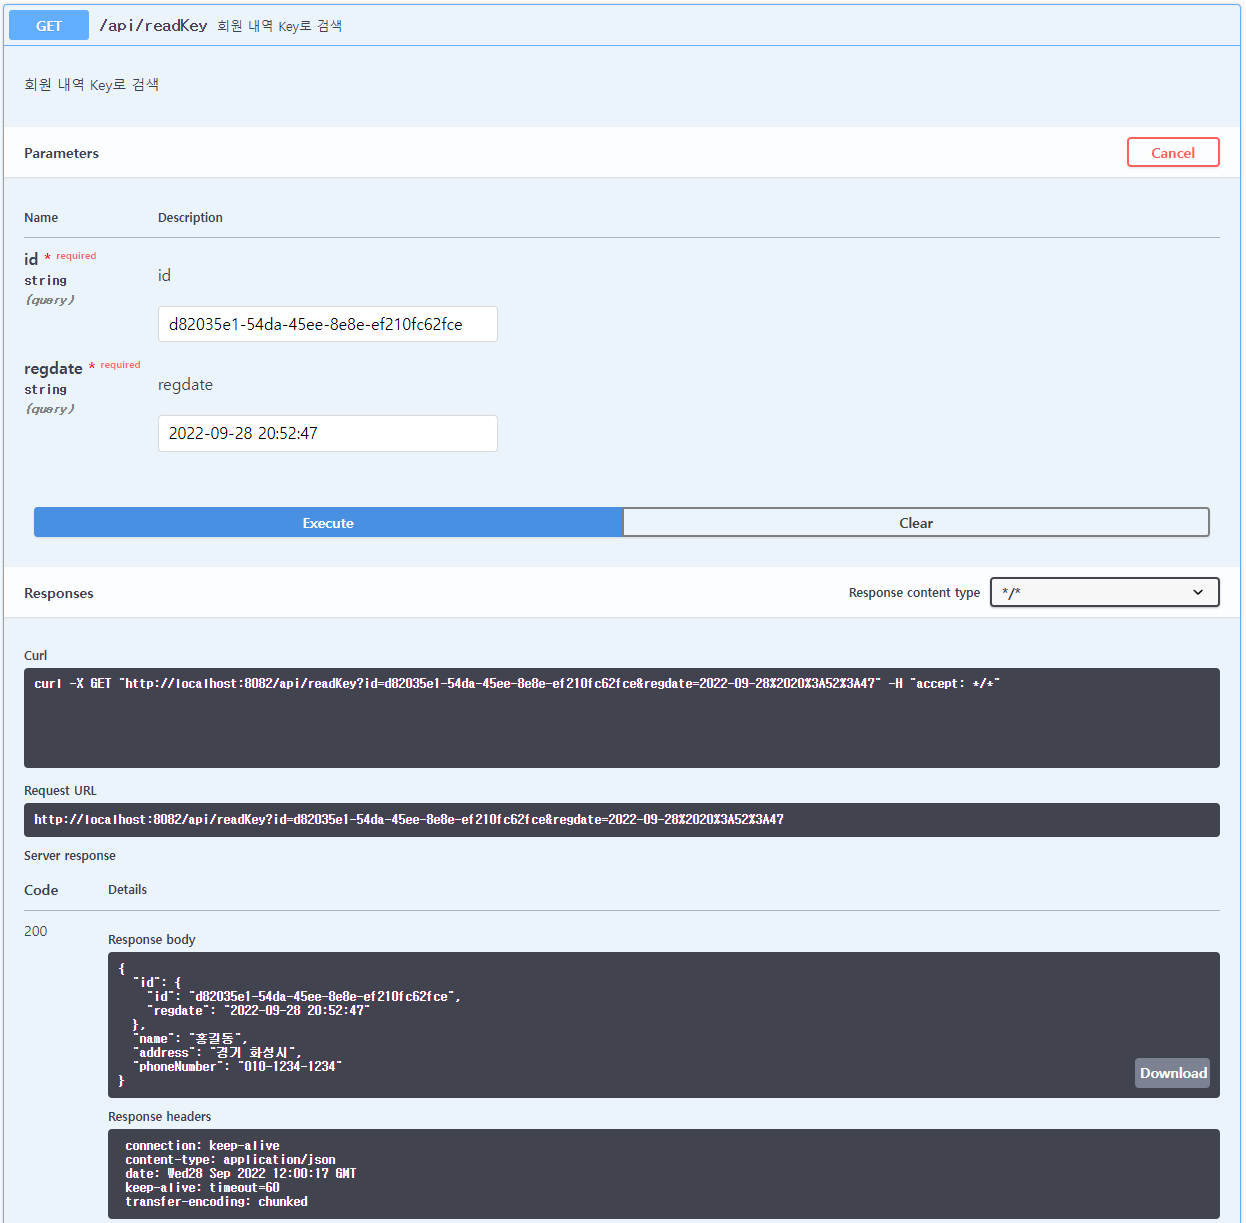 GET /api/readKey 회원 내역 Key로 검색
회원 내역 Key로 검색
Parameters
Cancel
Name Description
id * required
string
(query)
id
d82035e1-54da-45ee-8e8e-ef210fc62fce
regdate * required
string
(query)
regdate
2022-09-28 20:52:47
Execute Clear
Responses Response content type */*
Curl
curl -X GET "http://localhost:8082/api/readKey?id=d82035e1-54da-45ee-8e8e-ef210fc62fce&regdate=2022-09-28%2020%3A52%3A47" -H "accept: */*"
Request URL
http://localhost:8082/api/readKey?id=d82035e1-54da-45ee-8e8e-ef210fc62fce&regdate=2022-09-28%2020%3A52%3A47
Server response
Code Details
200
Response body
{
"id": {
"id": "d82035e1-54da-45ee-8e8e-ef210fc62fce",
"regdate": "2022-09-28 20:52:47"
},
"name": "홍길동",
"address": "경기 화성시",
"phoneNumber": "010-1234-1234"
}
Download
Response headers
connection: keep-alive
content-type: application/json
date: Wed28 Sep 2022 12:00:17 GMT
keep-alive: timeout=60
transfer-encoding: chunked